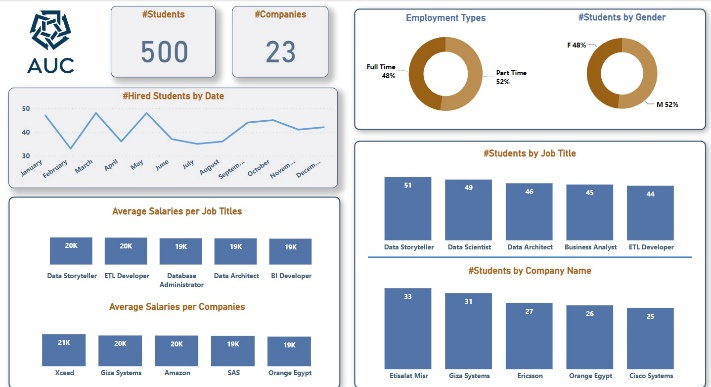 AUC
#Students
500
#Companies
23
#Hired Students by Date
50
40
30
January
February
March
April
May
June
July
August
Septem...
October
Novem...
Decem...
Average Salaries per Job Titles
20K 20K 19K 19K 19K
Data Storyteller ETL Developer Database Administrator Data Architect BI Developer
Average Salaries per Companies
21K 20K 20K 19K 19K
Xceed Giza Systems Amazon SAS Orange Egypt
Employment Types
Full Time
48%
Part Time
52%
#Students by Gender
F 48%
M 52%
#Students by Job Title
51 49 46 45 44
Data Storyteller Data Scientist Data Architect Business Analyst ETL Developer
#Students by Company Name
33 31 27 26 25
Etisalat Misr Giza Systems Ericsson Orange Egypt Cisco Systems